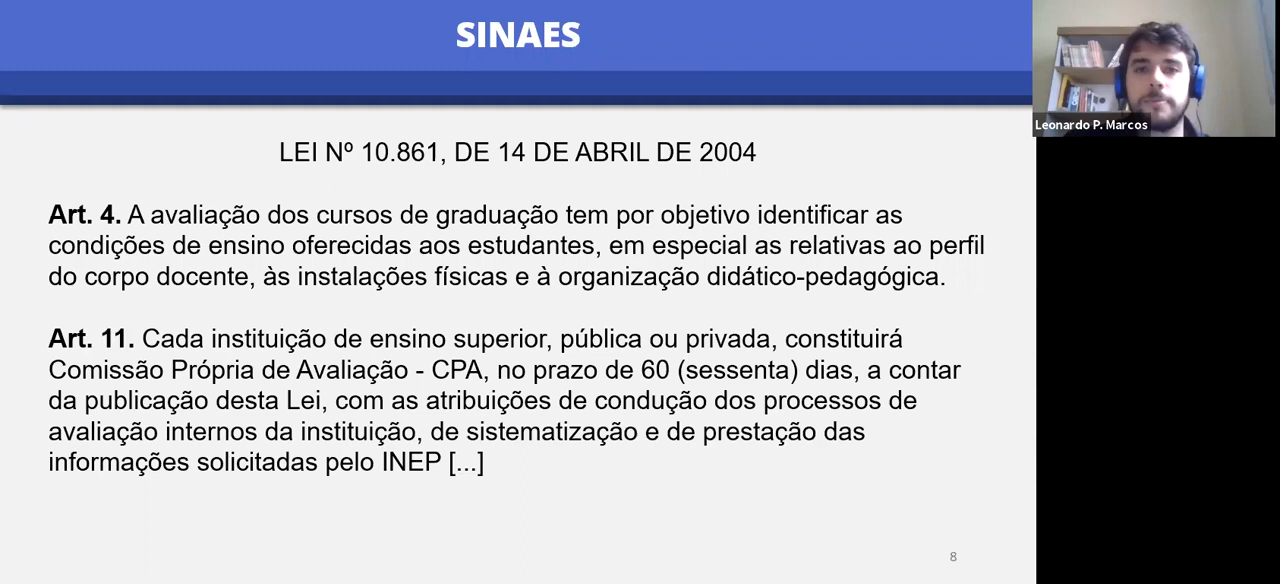 SINAES
Leonardo P. Marcos
LEI Nº 10.861, DE 14 DE ABRIL DE 2004
Art. 4. A avaliação dos cursos de graduação tem por objetivo identificar as
condições de ensino oferecidas aos estudantes, em especial as relativas ao perfil
do corpo docente, às instalações físicas e à organização didático-pedagógica.
Art. 11. Cada instituição de ensino superior, pública ou privada, constituirá
Comissão Própria de Avaliação - CPA, no prazo de 60 (sessenta) dias, a contar
da publicação desta Lei, com as atribuições de condução dos processos de
avaliação internos da instituição, de sistematização e de prestação das
informações solicitadas pelo INEP [...]
8